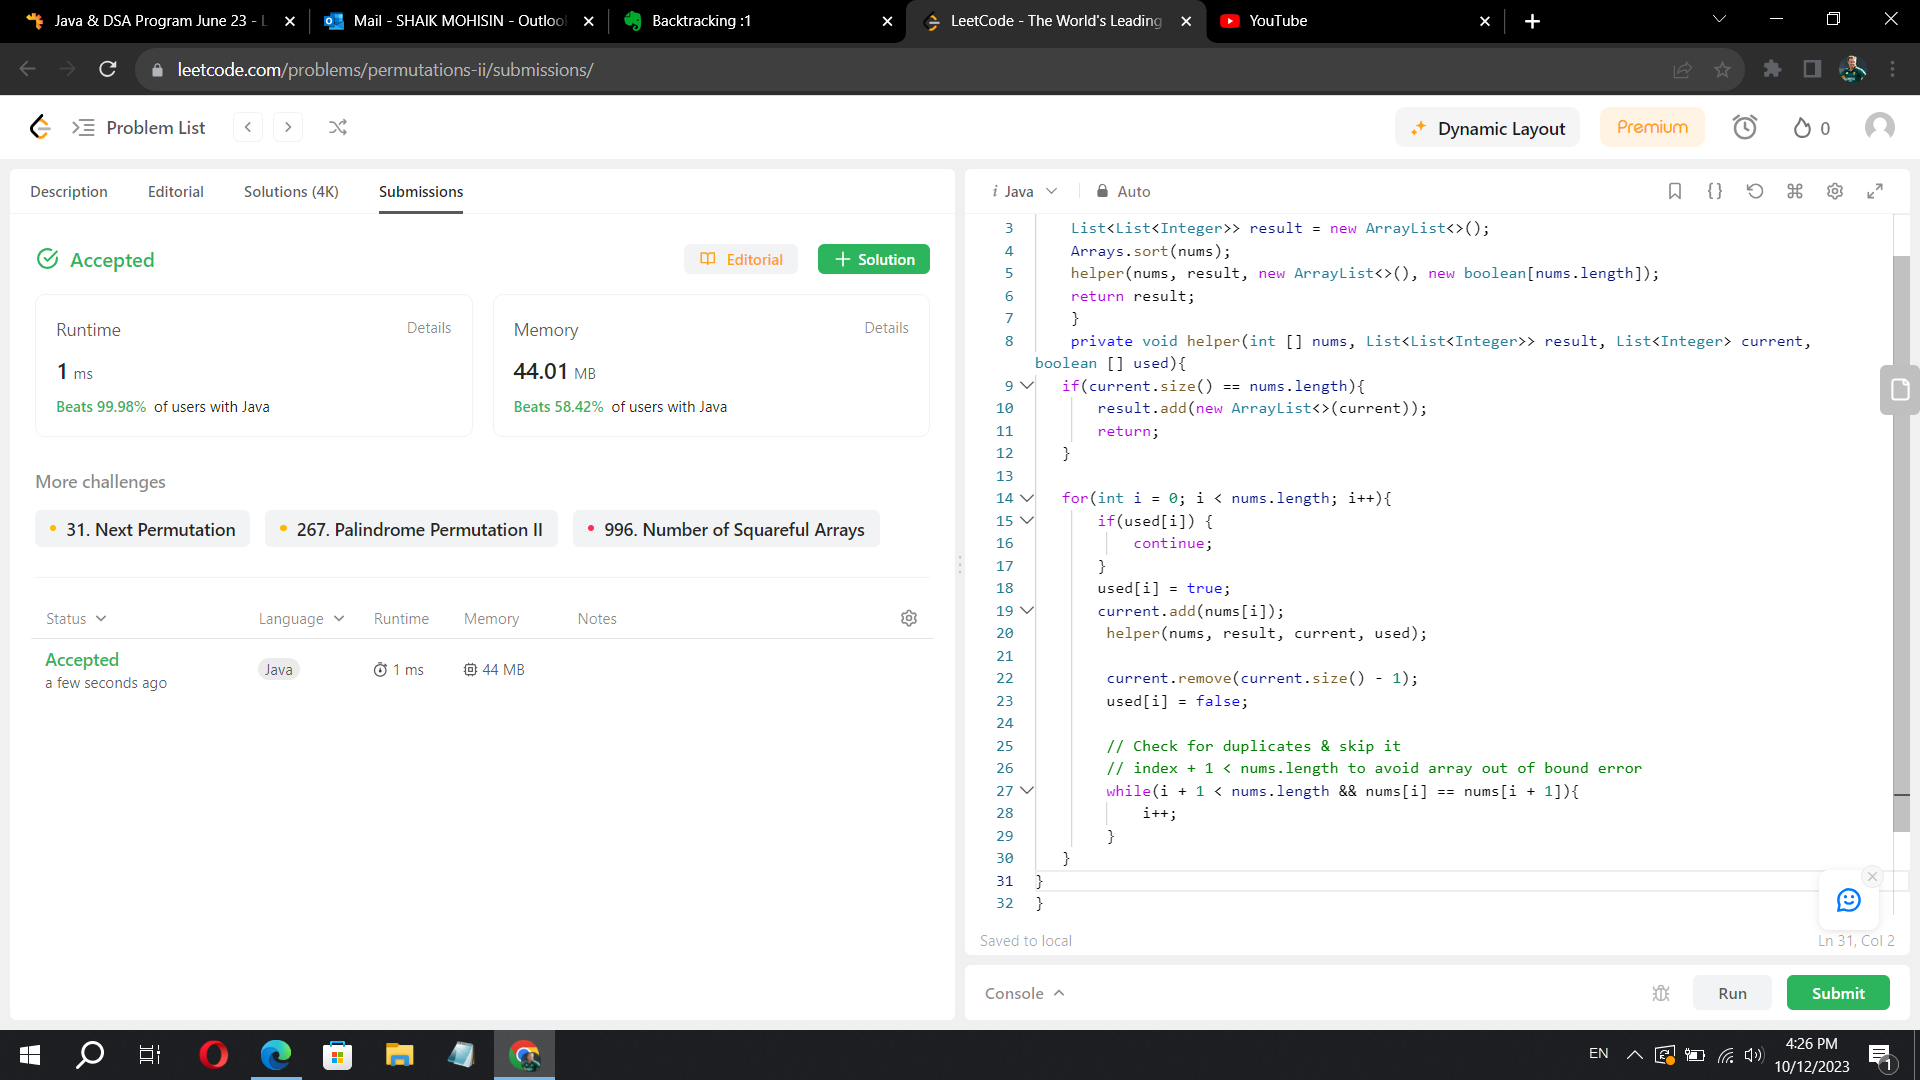 Java & DSA Program June 23 - L
Mail - SHAIK MOHISIN - Outloo
Backtracking :1
LeetCode - The World's Leading
YouTube
leetcode.com/problems/permutations-ii/submissions/
Problem List
Dynamic Layout
Premium
0
Description
Editorial
Solutions (4K)
Submissions
Accepted
Editorial
Solution
Runtime
Details
1 ms
Beats 99.98% of users with Java
Memory
Details
44.01 MB
Beats 58.42% of users with Java
More challenges
31. Next Permutation
267. Palindrome Permutation II
996. Number of Squareful Arrays
Status
Language
Runtime
Memory
Notes
Accepted
a few seconds ago
Java
1 ms
44 MB
i Java
Auto
3 List<List<Integer>> result = new ArrayList<>();
4 Arrays.sort(nums);
5 helper(nums, result, new ArrayList<>(), new boolean[nums.length]);
6 return result;
7 }
8 private void helper(int [] nums, List<List<Integer>> result, List<Integer> current,
boolean [] used){
9 if(current.size() == nums.length){
10 result.add(new ArrayList<>(current));
11 return;
12 }
13
14 for(int i = 0; i < nums.length; i++){
15 if(used[i]) {
16 continue;
17 }
18 used[i] = true;
19 current.add(nums[i]);
20 helper(nums, result, current, used);
21
22 current.remove(current.size() - 1);
23 used[i] = false;
24
25 // Check for duplicates & skip it
26 // index + 1 < nums.length to avoid array out of bound error
27 while(i + 1 < nums.length && nums[i] == nums[i + 1]){
28 i++;
29 }
30 }
31 }
32 }
Saved to local
Ln 31, Col 2
Console
Run
Submit
EN
4:26 PM
10/12/2023
1